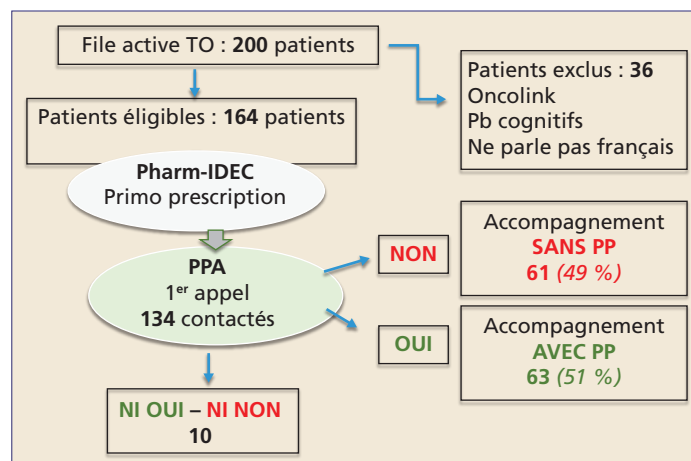 File active TO : 200 patients
Patients exclus : 36
Oncolink
Pb cognitifs
Ne parle pas français
Patients éligibles : 164 patients
Pharm-IDEC
Primo prescription
PPA
1er appel
134 contactés
NON
Accompagnement
SANS PP
61 (49 %)
OUI
Accompagnement
AVEC PP
63 (51 %)
NI OUI – NI NON
10